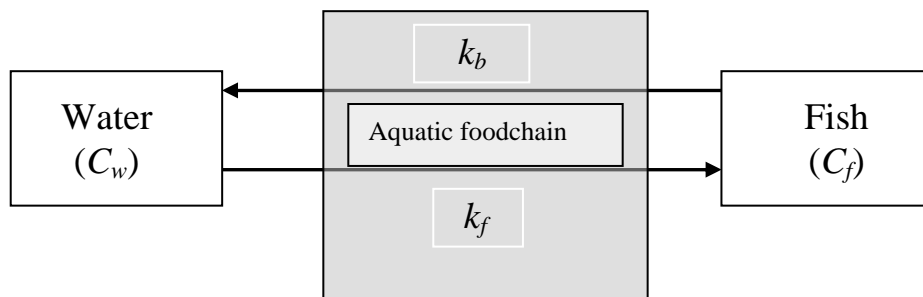 k_b
Water
(C_w)
Aquatic foodchain
Fish
(C_f)
k_f